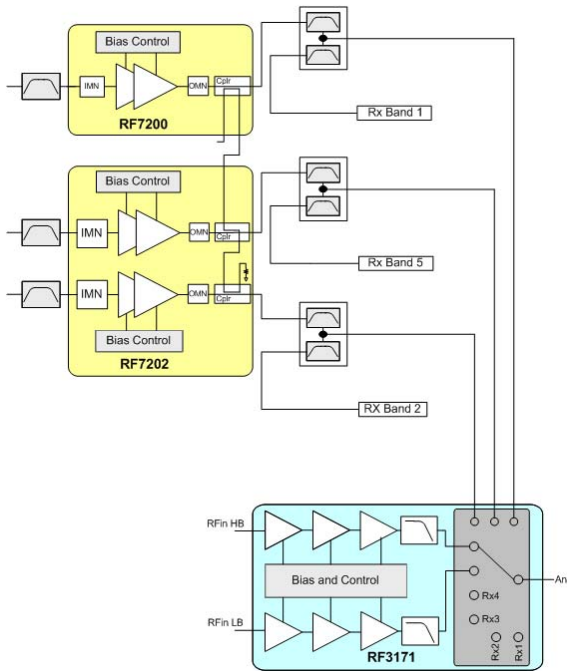 Bias Control
IMN
OMN
Cplr
RF7200
Rx Band 1
Bias Control
IMN
OMN
Cplr
Rx Band 5
IMN
OMN
Cplr
Bias Control
RF7202
RX Band 2
RFin HB
Bias and Control
An
Rx4
Rx3
RFin LB
Rx2
Rx1
RF3171